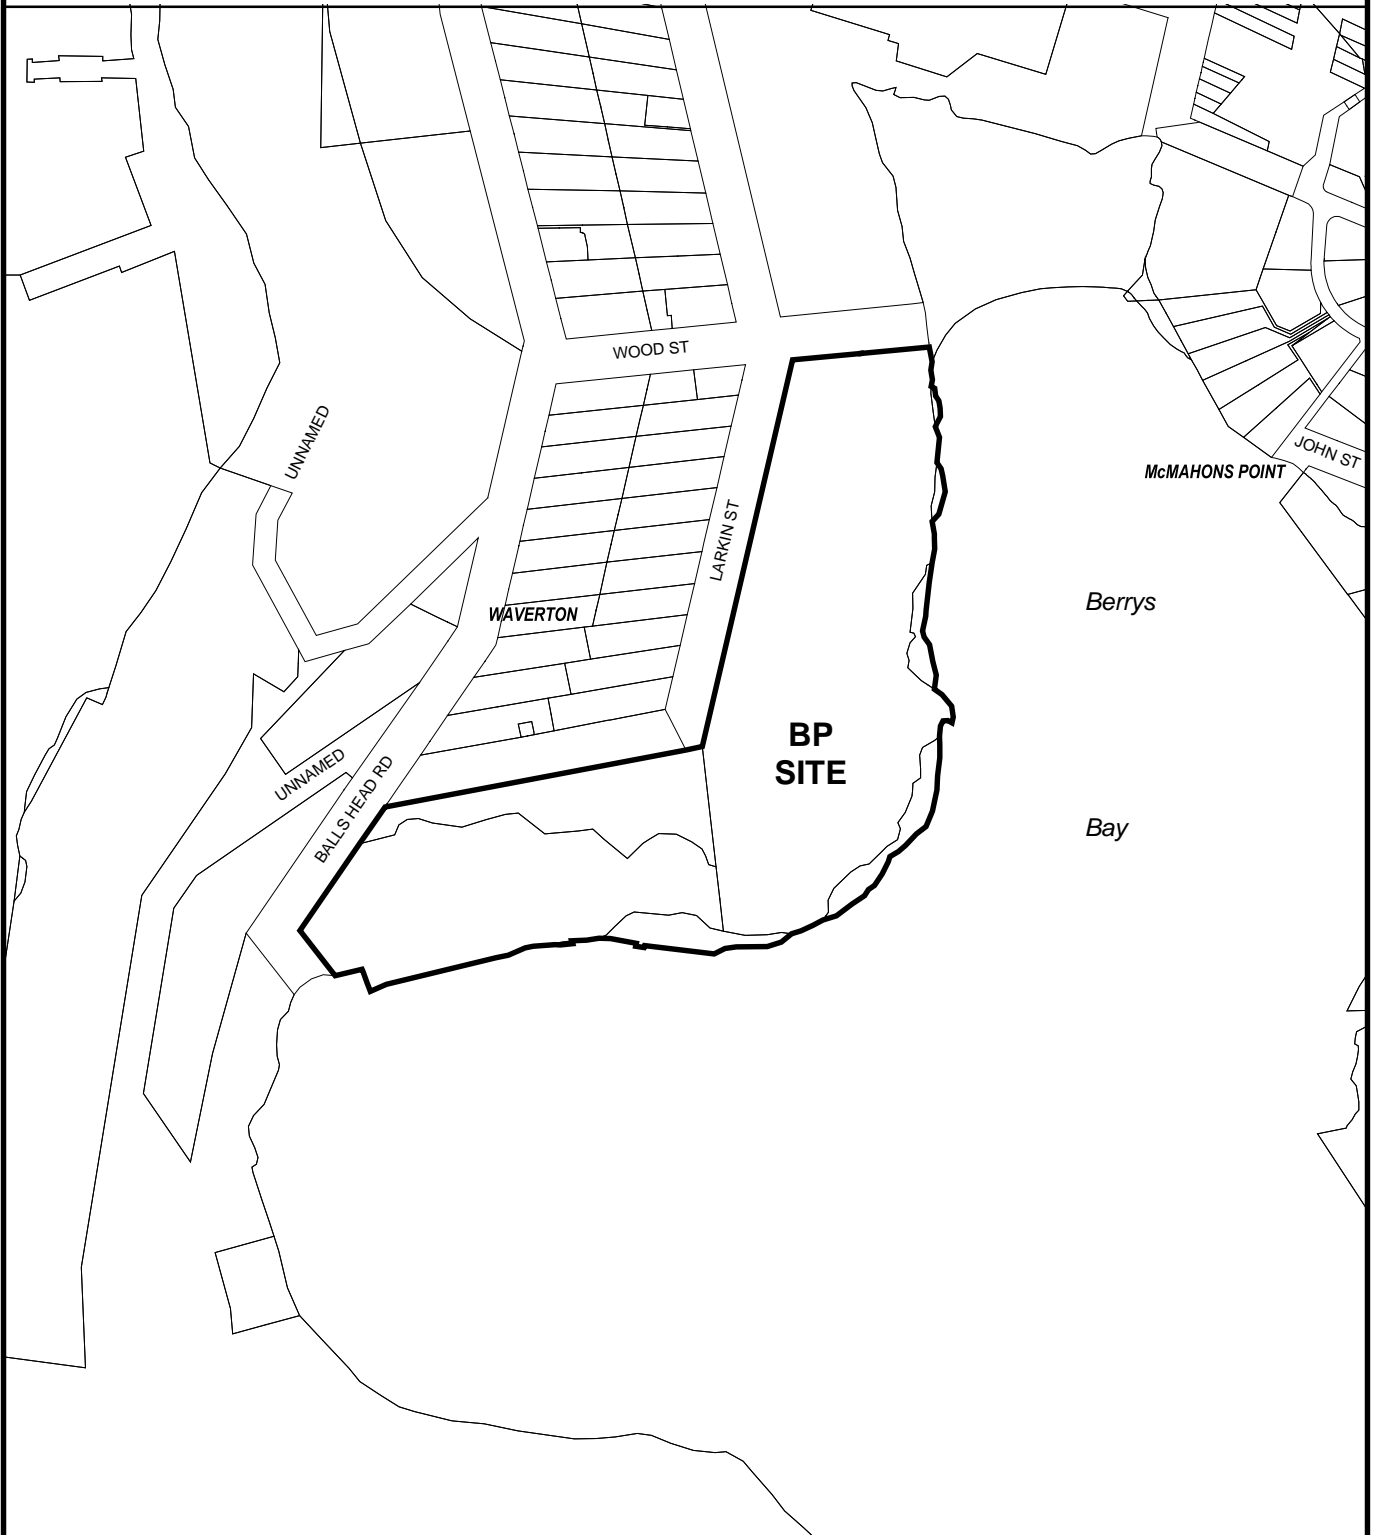 WOOD ST
UNNAMED
JOHN ST
McMAHONS POINT
LARKIN ST
Berrys
WAVERTON
BP
SITE
UNNAMED
BALLS HEAD RD
Bay